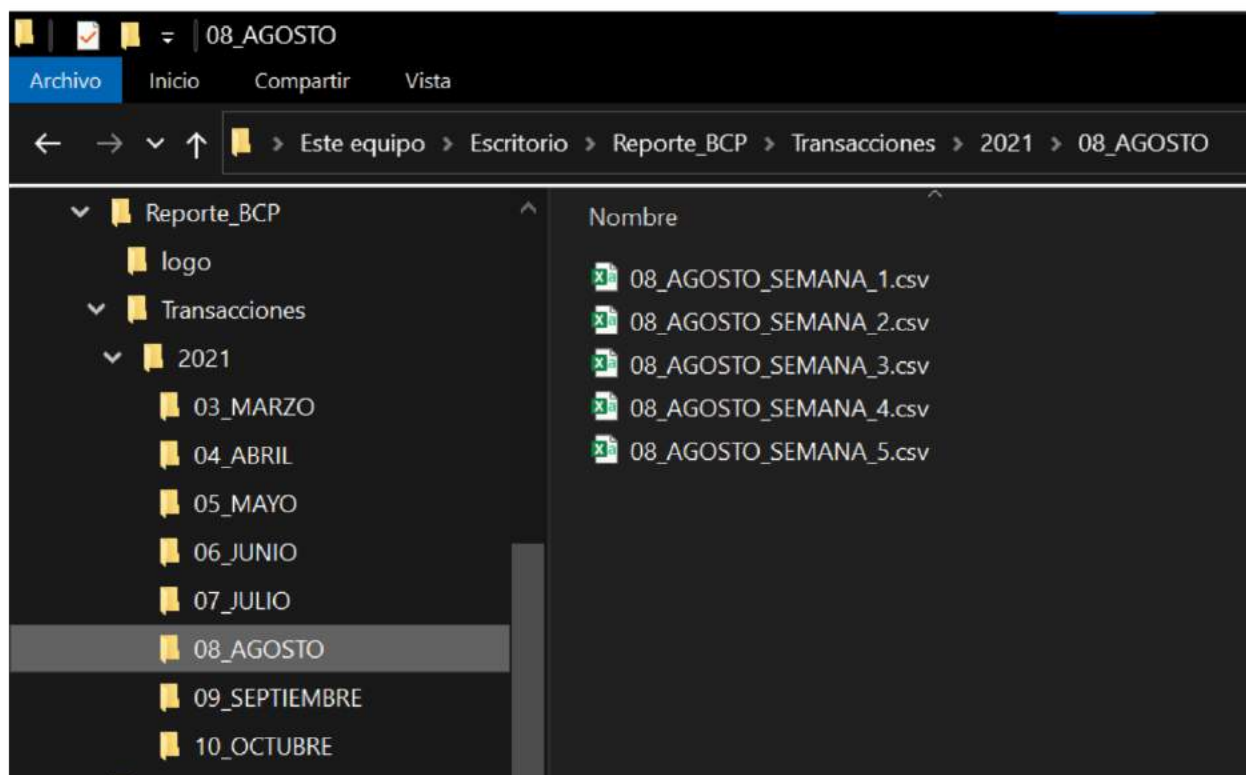 08_AGOSTO
Archivo Inicio Compartir Vista
Este equipo > Escritorio > Reporte_BCP > Transacciones > 2021 > 08_AGOSTO
Reporte_BCP
logo
Transacciones
2021
03_MARZO
04_ABRIL
05_MAYO
06_JUNIO
07_JULIO
08_AGOSTO
09_SEPTIEMBRE
10_OCTUBRE
Nombre
08_AGOSTO_SEMANA_1.csv
08_AGOSTO_SEMANA_2.csv
08_AGOSTO_SEMANA_3.csv
08_AGOSTO_SEMANA_4.csv
08_AGOSTO_SEMANA_5.csv